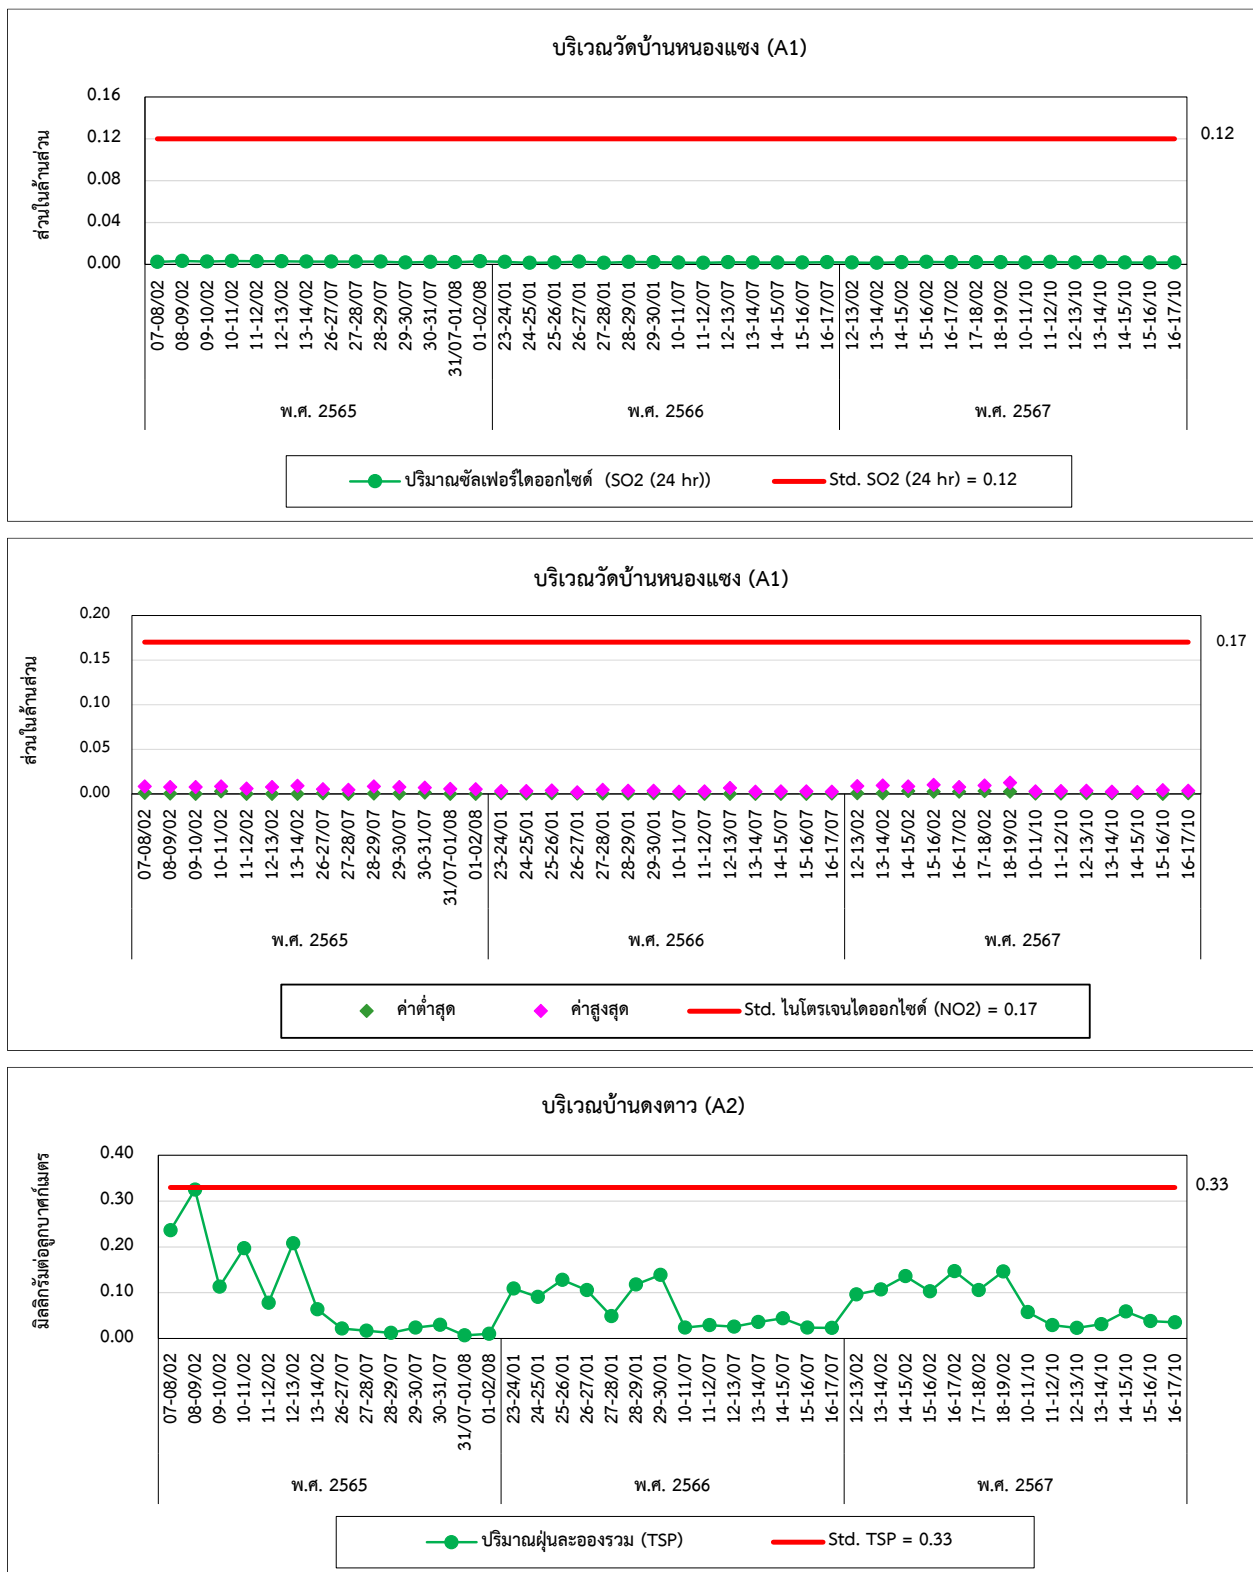 บริเวณวัดบ้านหนองแซง (A1)
ส่วนในล้านส่วน
0.16
0.12
0.08
0.04
0.00
0.12
07-08/02 08-09/02 09-10/02 10-11/02 11-12/02 12-13/02 13-14/02 26-27/07 27-28/07 28-29/07 29-30/07 30-31/07 31/07-01/08 01-02/08 23-24/01 24-25/01 25-26/01 26-27/01 27-28/01 28-29/01 29-30/01 10-11/07 11-12/07 12-13/07 13-14/07 14-15/07 15-16/07 16-17/07 12-13/02 13-14/02 14-15/02 15-16/02 16-17/02 17-18/02 18-19/02 10-11/10 11-12/10 12-13/10 13-14/10 14-15/10 15-16/10 16-17/10
พ.ศ. 2565 พ.ศ. 2566 พ.ศ. 2567
ปริมาณซัลเฟอร์ไดออกไซด์ (SO2 (24 hr)) Std. SO2 (24 hr) = 0.12
บริเวณวัดบ้านหนองแซง (A1)
ส่วนในล้านส่วน
0.20
0.15
0.10
0.05
0.00
0.17
07-08/02 08-09/02 09-10/02 10-11/02 11-12/02 12-13/02 13-14/02 26-27/07 27-28/07 28-29/07 29-30/07 30-31/07 31/07-01/08 01-02/08 23-24/01 24-25/01 25-26/01 26-27/01 27-28/01 28-29/01 29-30/01 10-11/07 11-12/07 12-13/07 13-14/07 14-15/07 15-16/07 16-17/07 12-13/02 13-14/02 14-15/02 15-16/02 16-17/02 17-18/02 18-19/02 10-11/10 11-12/10 12-13/10 13-14/10 14-15/10 15-16/10 16-17/10
พ.ศ. 2565 พ.ศ. 2566 พ.ศ. 2567
ค่าต่ำสุด ค่าสูงสุด Std. ไนโตรเจนไดออกไซด์ (NO2) = 0.17
บริเวณบ้านดงตาว (A2)
มิลลิกรัมต่อลูกบาศก์เมตร
0.40
0.30
0.20
0.10
0.00
0.33
07-08/02 08-09/02 09-10/02 10-11/02 11-12/02 12-13/02 13-14/02 26-27/07 27-28/07 28-29/07 29-30/07 30-31/07 31/07-01/08 01-02/08 23-24/01 24-25/01 25-26/01 26-27/01 27-28/01 28-29/01 29-30/01 10-11/07 11-12/07 12-13/07 13-14/07 14-15/07 15-16/07 16-17/07 12-13/02 13-14/02 14-15/02 15-16/02 16-17/02 17-18/02 18-19/02 10-11/10 11-12/10 12-13/10 13-14/10 14-15/10 15-16/10 16-17/10
พ.ศ. 2565 พ.ศ. 2566 พ.ศ. 2567
ปริมาณฝุ่นละอองรวม (TSP) Std. TSP = 0.33